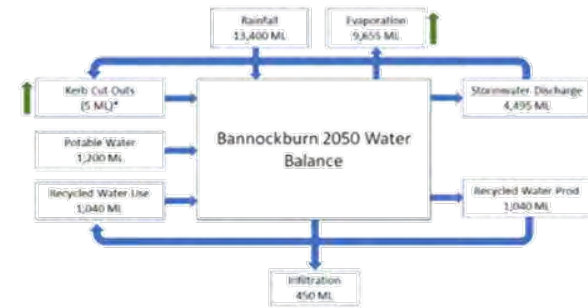 Rainfall
13,400 ML
Evaporation
9,655 ML
Kerb Cut Outs
(5 ML)*
Stormwater Discharge
4,495 ML
Potable Water
1,200 ML
Bannockburn 2050 Water
Balance
Recycled Water Use
1,040 ML
Recycled Water Prod
1,040 ML
Infiltration
450 ML